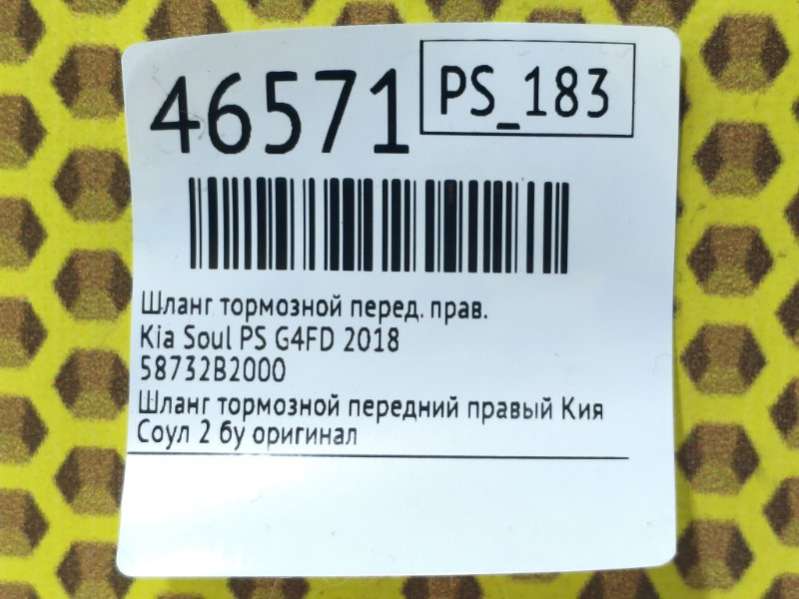 46571
PS_183
Шланг тормозной перед. прав.
Kia Soul PS G4FD 2018
58732B2000
Шланг тормозной передний правый Кия
Соул 2 бу оригинал